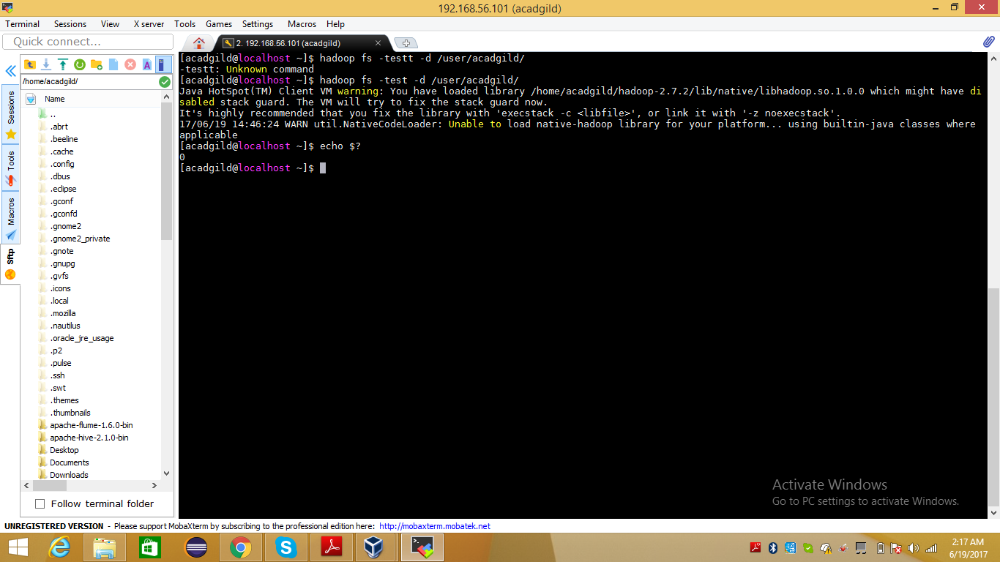 192.168.56.101 (acadgild)
Terminal Sessions View X server Tools Games Settings Macros Help
Quick connect...
2. 192.168.56.101 (acadgild)
/home/acadgild/
Name
..
.abrt
.beeline
.cache
.config
.dbus
.eclipse
.gconf
.gconfd
.gnome2
.gnome2_private
.gnote
.gnupg
.gvfs
.icons
.local
.mozilla
.nautilus
.oracle_jre_usage
.p2
.pulse
.ssh
.swt
.themes
.thumbnails
apache-flume-1.6.0-bin
apache-hive-2.1.0-bin
Desktop
Documents
Downloads
Follow terminal folder
Sessions
Tools
Macros
Sftp
[acadgild@localhost ~]$ hadoop fs -testt -d /user/acadgild/
-testt: Unknown command
[acadgild@localhost ~]$ hadoop fs -test -d /user/acadgild/
Java HotSpot(TM) Client VM warning: You have loaded library /home/acadgild/hadoop-2.7.2/lib/native/libhadoop.so.1.0.0 which might have di
sabled stack guard. The VM will try to fix the stack guard now.
It's highly recommended that you fix the library with 'execstack -c <libfile>', or link it with '-z noexecstack'.
17/06/19 14:46:24 WARN util.NativeCodeLoader: Unable to load native-hadoop library for your platform... using builtin-java classes where
applicable
[acadgild@localhost ~]$ echo $?
0
[acadgild@localhost ~]$
Activate Windows
Go to PC settings to activate Windows.
UNREGISTERED VERSION - Please support MobaXterm by subscribing to the professional edition here: http://mobaxterm.mobatek.net
2:17 AM
6/19/2017